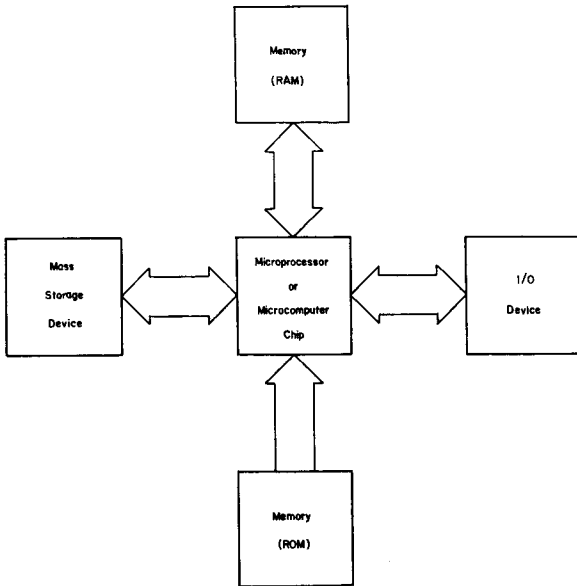 Memory
(RAM)
Mass
Storage
Device
Microprocessor
or
Microcomputer
Chip
I/O
Device
Memory
(ROM)